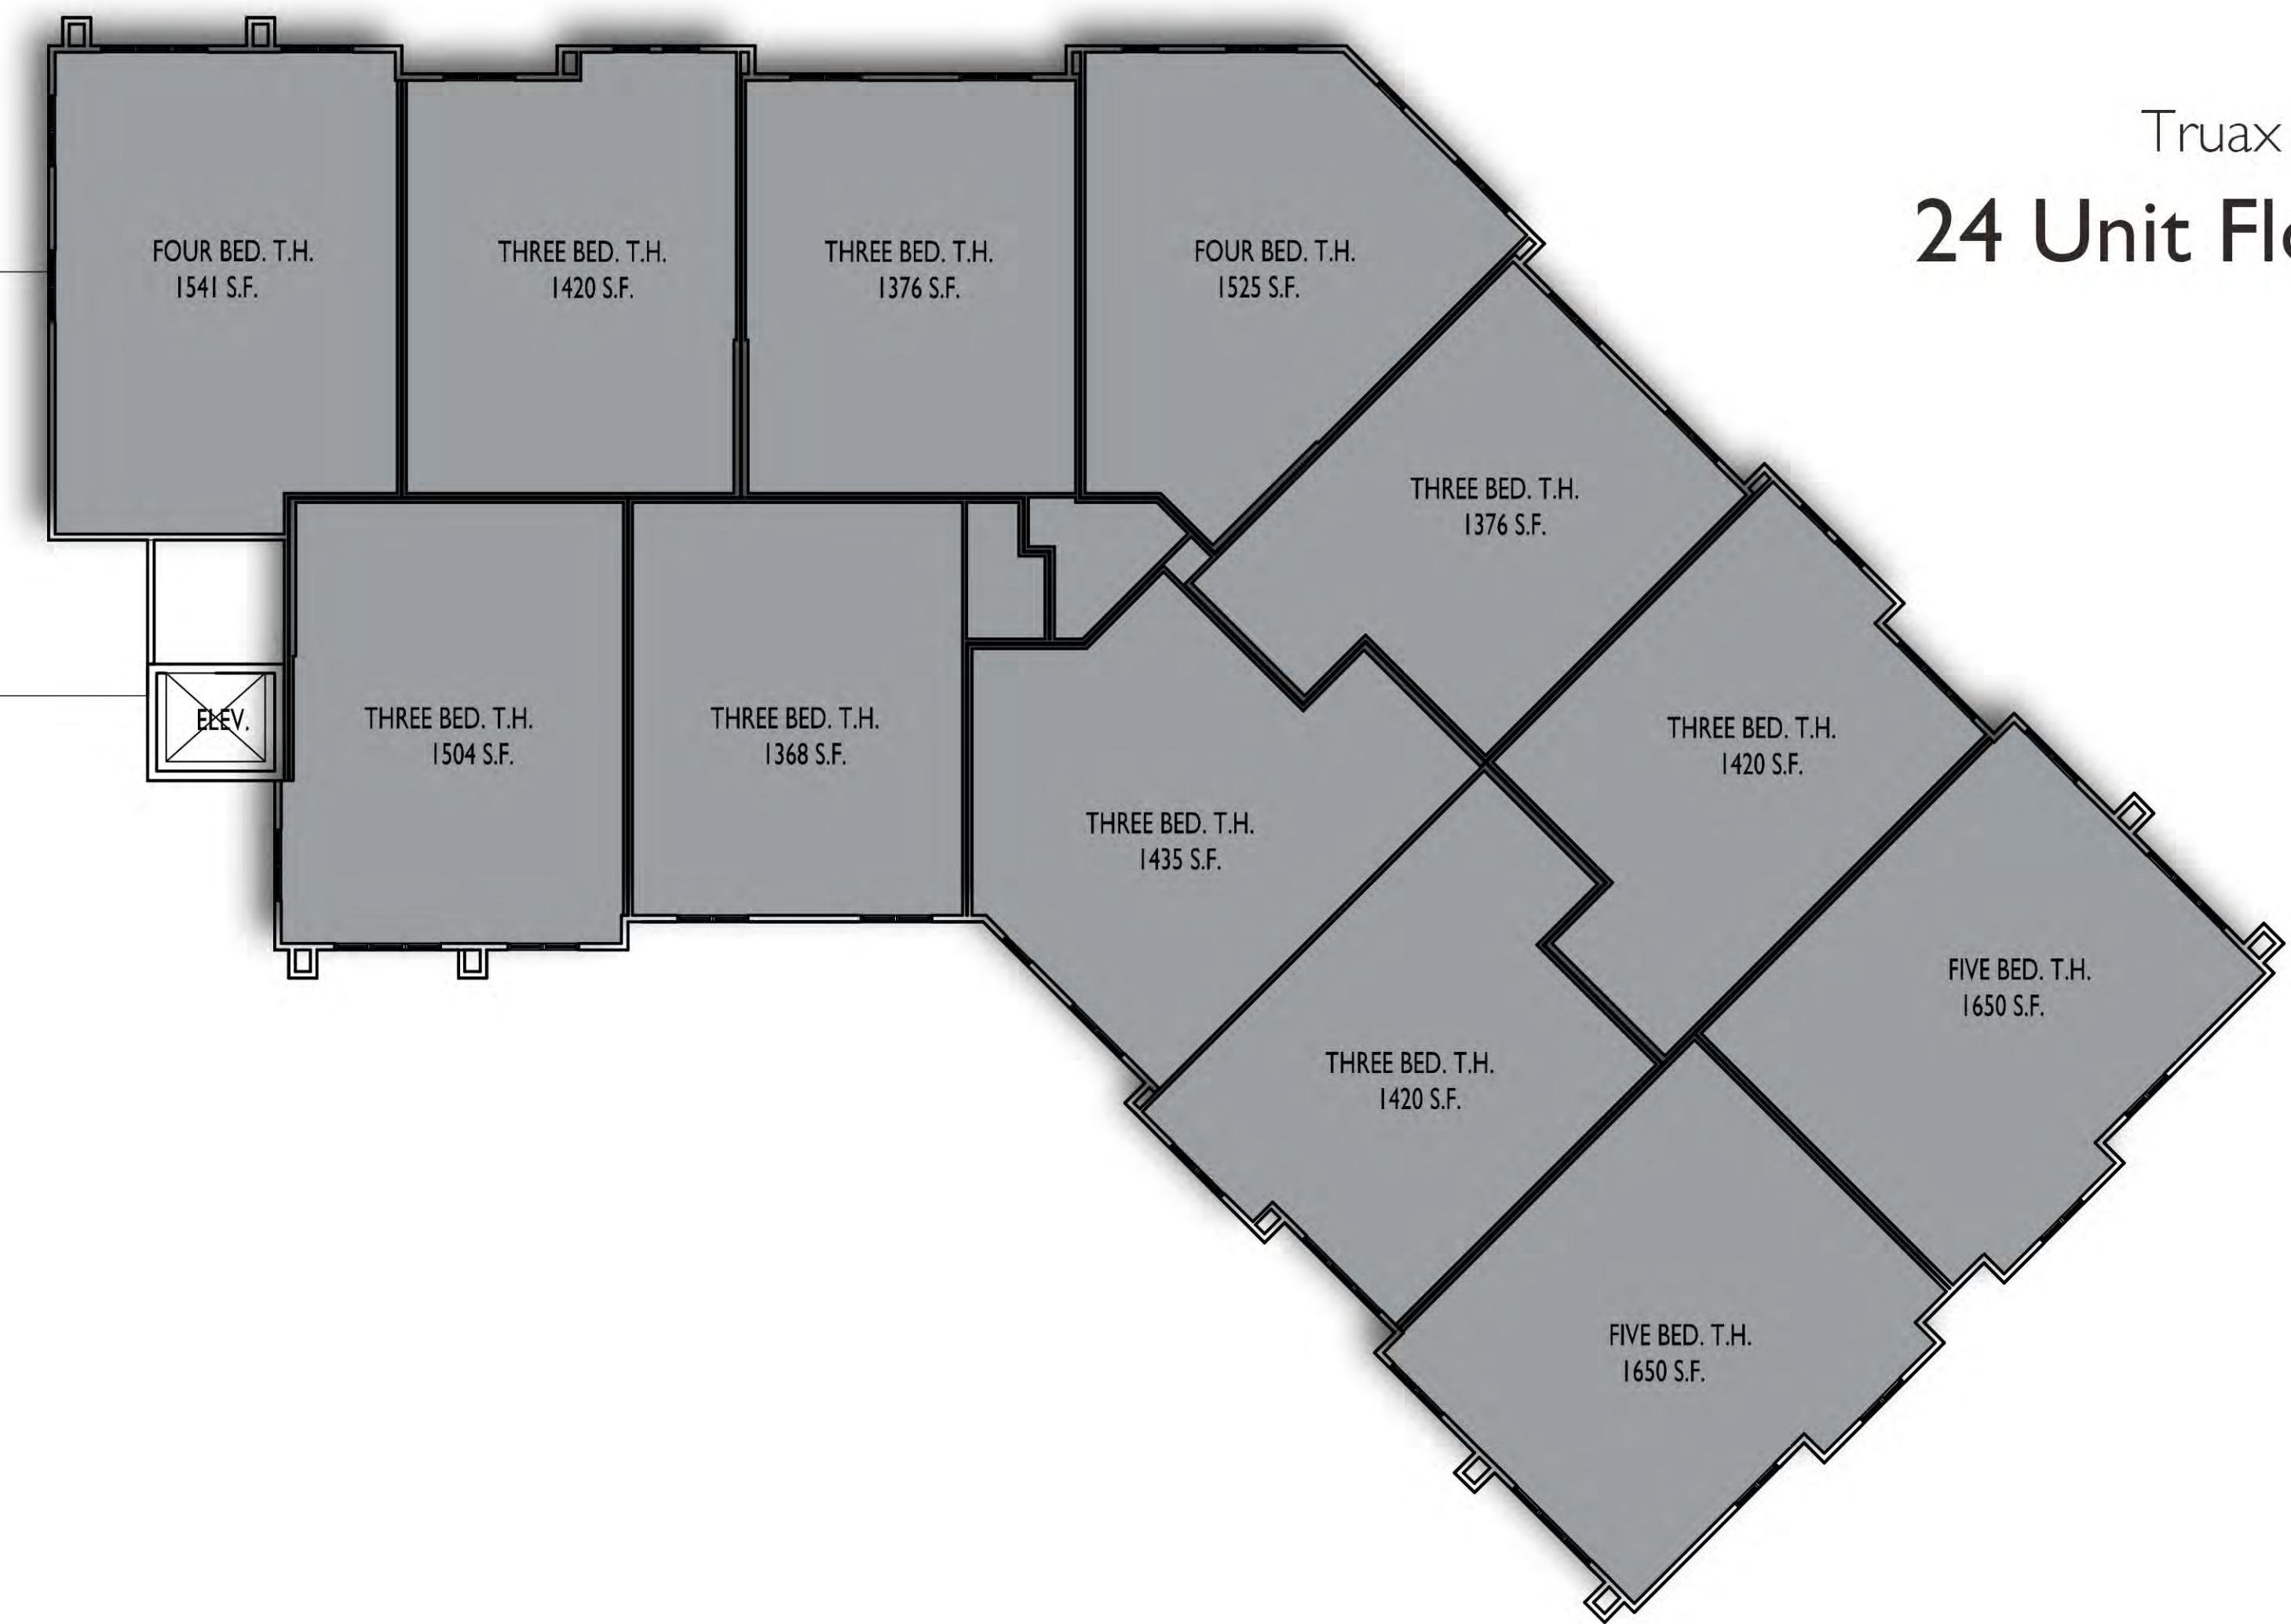 Truax
24 Unit Flo
FOUR BED. T.H.
1541 S.F.
THREE BED. T.H.
1420 S.F.
THREE BED. T.H.
1376 S.F.
FOUR BED. T.H.
1525 S.F.
THREE BED. T.H.
1376 S.F.
ELEV.
THREE BED. T.H.
1504 S.F.
THREE BED. T.H.
1368 S.F.
THREE BED. T.H.
1435 S.F.
THREE BED. T.H.
1420 S.F.
FIVE BED. T.H.
1650 S.F.
THREE BED. T.H.
1420 S.F.
FIVE BED. T.H.
1650 S.F.